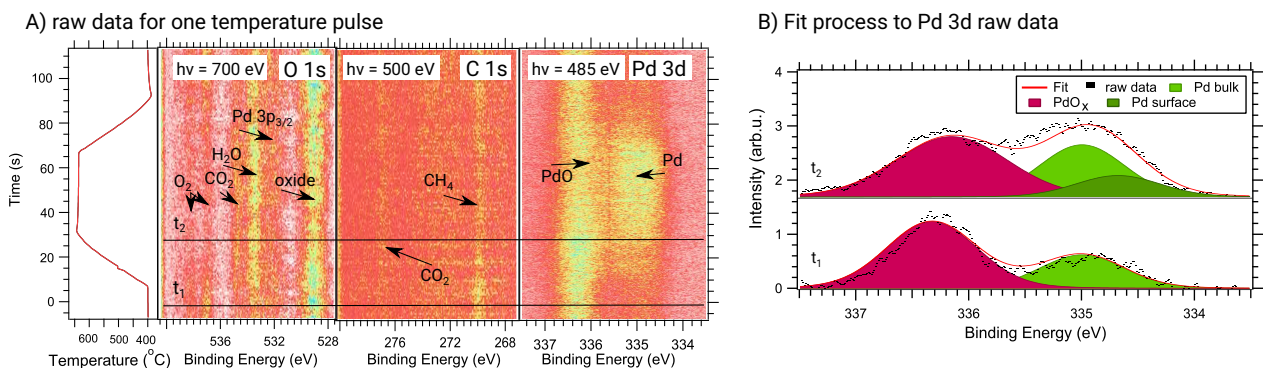 A) raw data for one temperature pulse
B) Fit process to Pd 3d raw data
hv = 700 eV
O 1s
hv = 500 eV
C 1s
hv = 485 eV
Pd 3d
Time (s)
100
80
60
40
20
0
Pd 3p3/2
H2O
O2
CO2
oxide
CH4
CO2
PdO
Pd
t2
t1
600 500 400
536 532 528
276 272 268
337 336 335 334
Temperature (°C)
Binding Energy (eV)
Binding Energy (eV)
Binding Energy (eV)
Intensity (arb.u.)
4
3
2
1
0
Fit raw data Pd bulk
PdOx Pd surface
t2
t1
337 336 335 334
Binding Energy (eV)